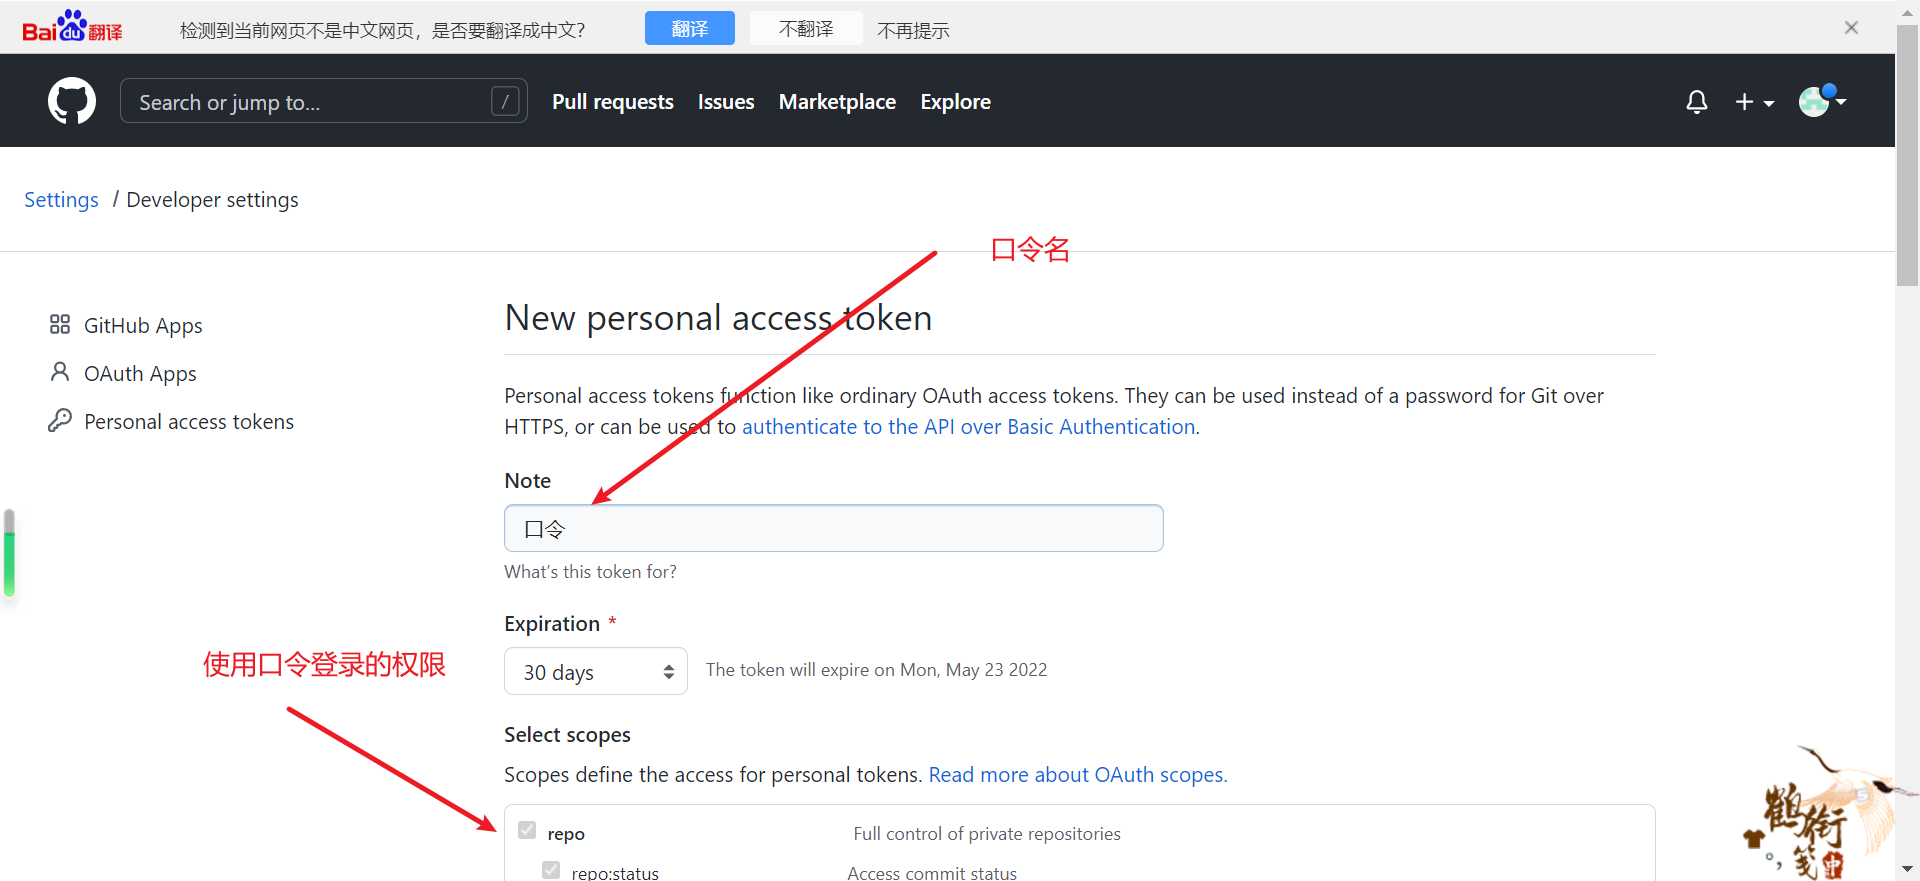 Bai du 翻译
检测到当前网页不是中文网页，是否要翻译成中文？ 翻译 不翻译 不再提示
Search or jump to... / Pull requests Issues Marketplace Explore
Settings / Developer settings
口令名
GitHub Apps
OAuth Apps
Personal access tokens
New personal access token
Personal access tokens function like ordinary OAuth access tokens. They can be used instead of a password for Git over
HTTPS, or can be used to authenticate to the API over Basic Authentication.
Note
口令
What's this token for?
Expiration *
使用口令登录的权限
30 days The token will expire on Mon, May 23 2022
Select scopes
Scopes define the access for personal tokens. Read more about OAuth scopes.
repo Full control of private repositories
repo:status Access commit status
鹤衔笺
中